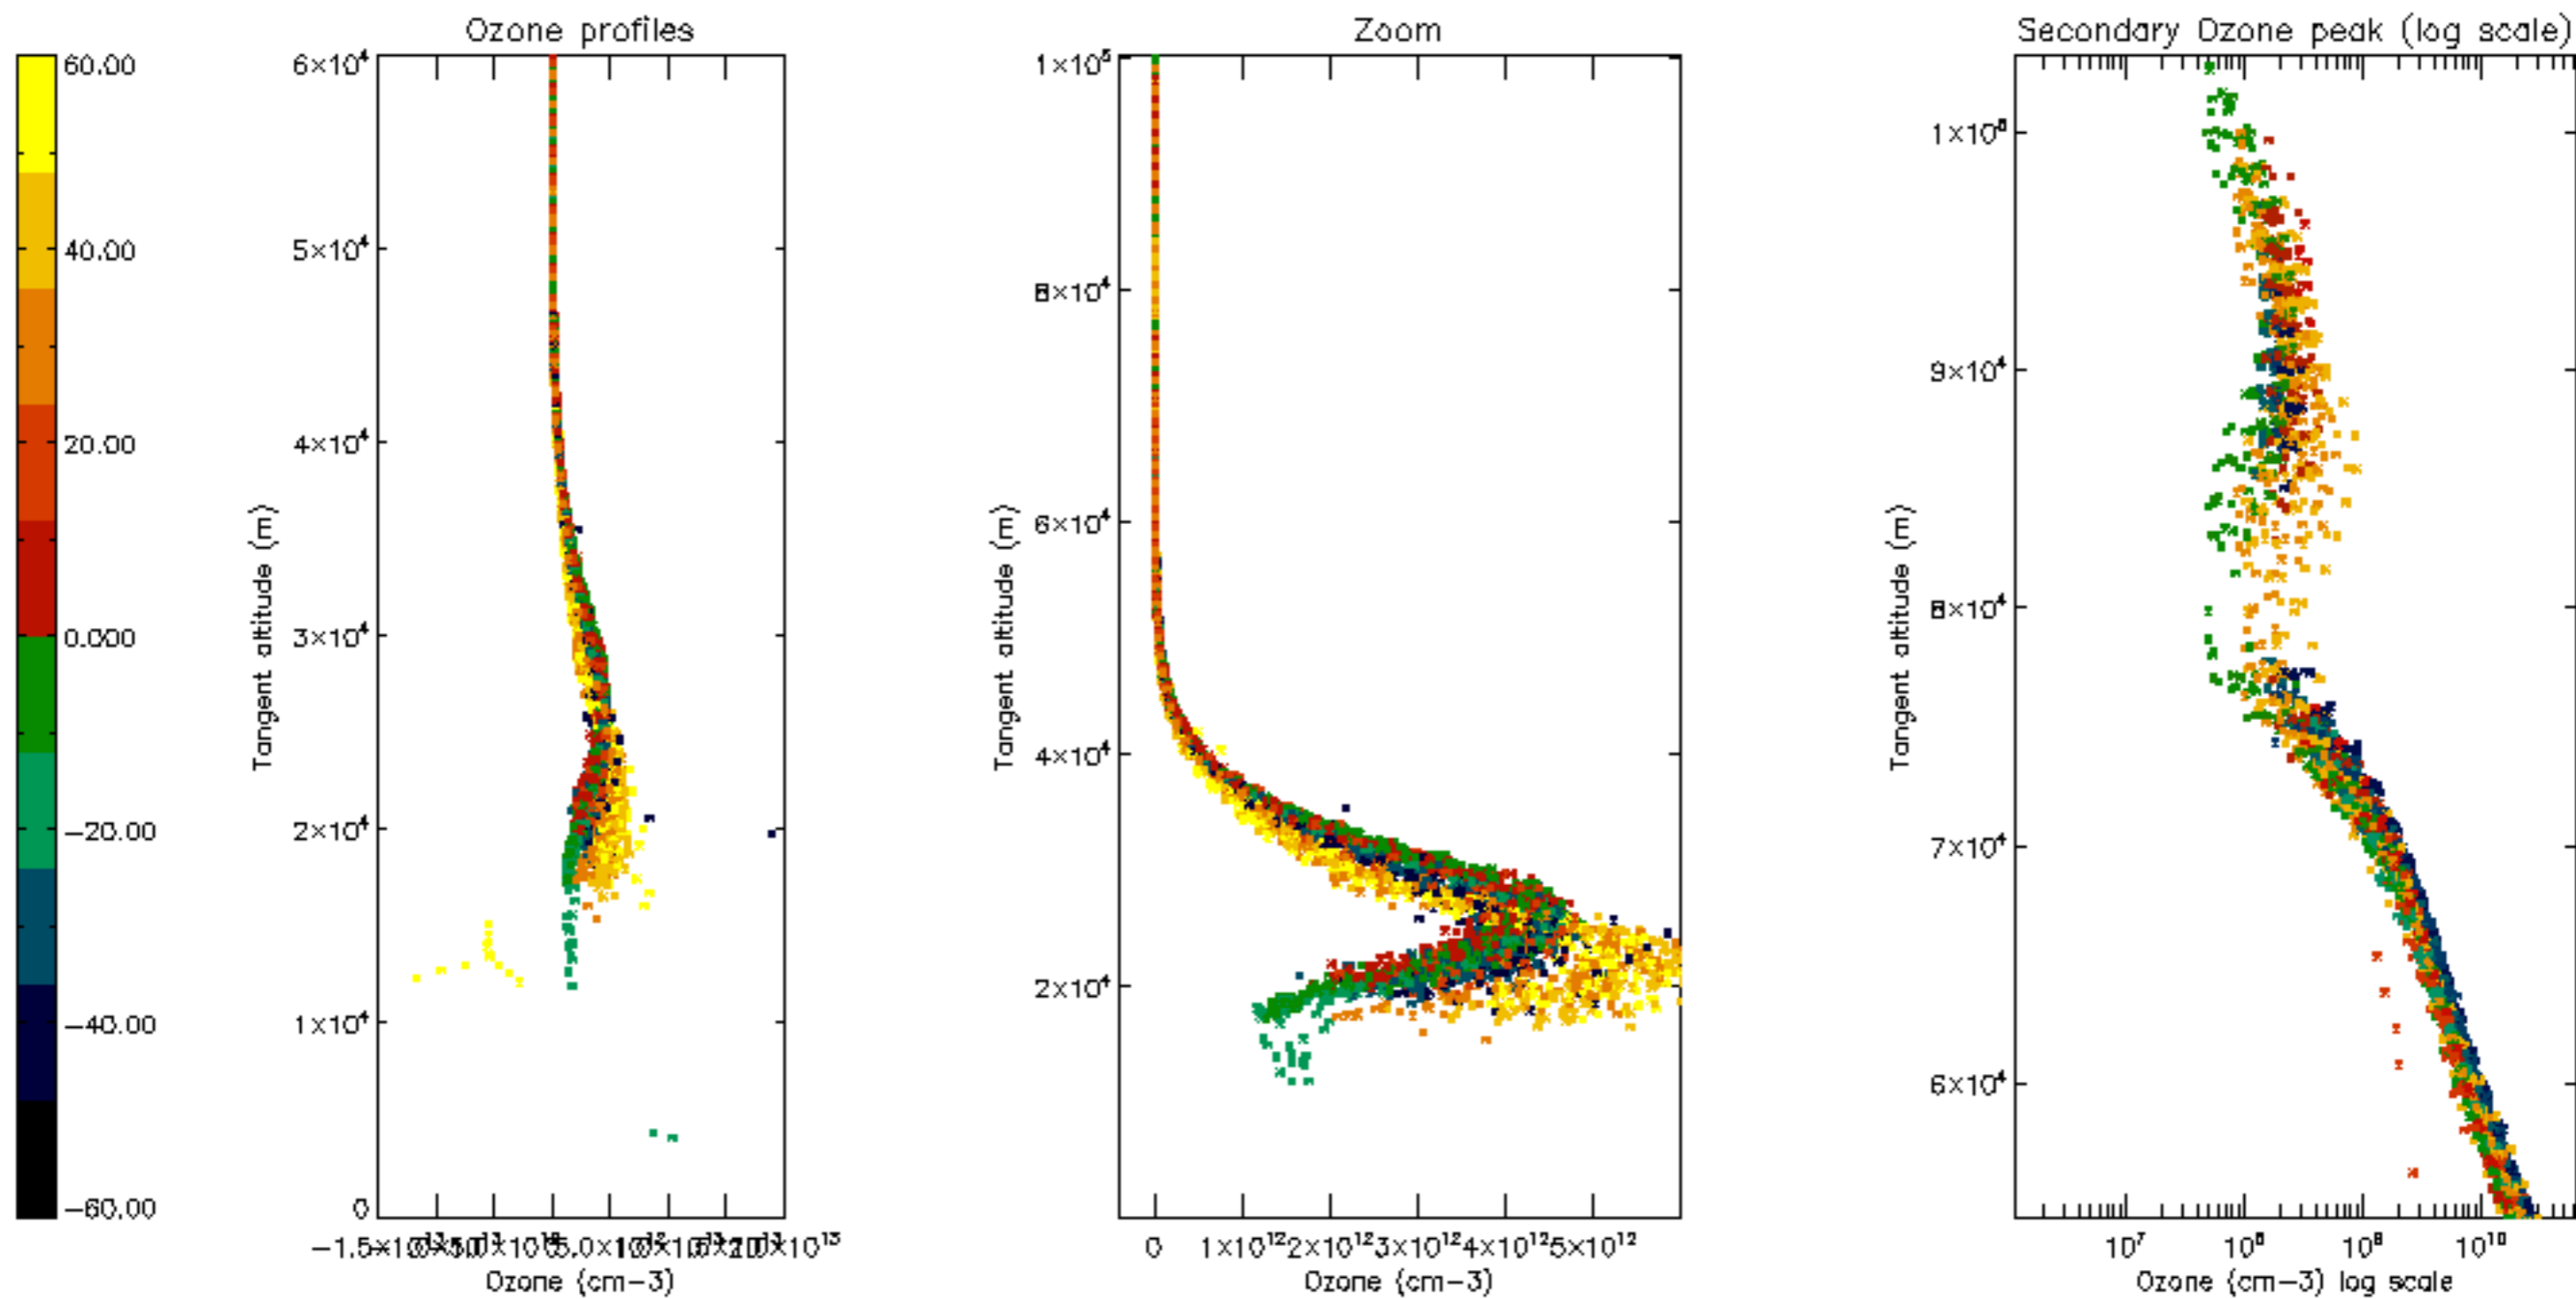 Ozone profiles
Zoom
Secondary Ozone peak (log scale)
60.00
40.00
20.00
0.000
-20.00
-40.00
-60.00
6×10⁴
5×10⁴
4×10⁴
3×10⁴
2×10⁴
1×10⁴
0
Tangent altitude (m)
Ozone (cm-3)
1×10⁵
8×10⁴
6×10⁴
4×10⁴
2×10⁴
Tangent altitude (m)
0 1×10¹² 2×10¹² 3×10¹² 4×10¹² 5×10¹²
Ozone (cm-3)
9×10⁴
8×10⁴
7×10⁴
6×10⁴
Tangent altitude (m)
10⁷ 10⁸ 10⁹ 10¹⁰
Ozone (cm-3) log scale